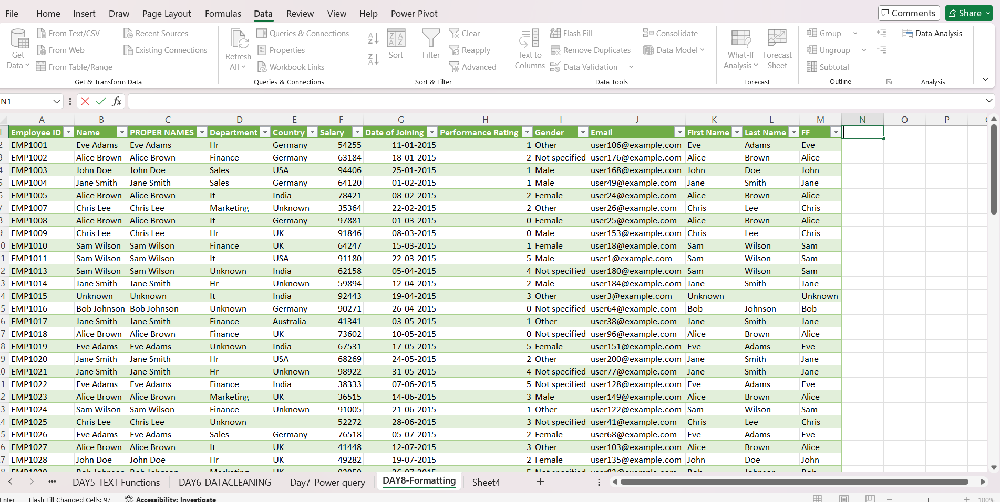 File Home Insert Draw Page Layout Formulas Data Review View Help Power Pivot Comments Share
Get Data From Text/CSV From Web From Table/Range Recent Sources Existing Connections
Get & Transform Data
Refresh All Queries & Connections Properties Workbook Links
Queries & Connections
Sort Filter Clear Reapply Advanced
Sort & Filter
Text to Columns Flash Fill Remove Duplicates Data Validation Consolidate Data Model
Data Tools
What-If Analysis Forecast Sheet
Forecast
Group Ungroup Subtotal
Outline
Data Analysis
Analysis
N1 fx
A B C D E F G H I J K L M N O P
Employee ID Name PROPER NAMES Department Country Salary Date of Joining Performance Rating Gender Email First Name Last Name FF
EMP1001 Eve Adams Eve Adams Hr Germany 54255 11-01-2015 1 Other user106@example.com Eve Adams Eve
EMP1002 Alice Brown Alice Brown Finance Germany 63184 18-01-2015 2 Not specified user176@example.com Alice Brown Alice
EMP1003 John Doe John Doe Sales USA 94406 25-01-2015 1 Male user168@example.com John Doe John
EMP1004 Jane Smith Jane Smith Sales Germany 64120 01-02-2015 1 Male user49@example.com Jane Smith Jane
EMP1005 Alice Brown Alice Brown It India 78421 08-02-2015 2 Female user24@example.com Alice Brown Alice
EMP1007 Chris Lee Chris Lee Marketing Unknown 35364 22-02-2015 2 Other user26@example.com Chris Lee Chris
EMP1008 Alice Brown Alice Brown It Germany 97881 01-03-2015 0 Female user25@example.com Alice Brown Alice
EMP1009 Chris Lee Chris Lee Hr UK 91846 08-03-2015 0 Male user153@example.com Chris Lee Chris
EMP1010 Sam Wilson Sam Wilson Finance UK 64247 15-03-2015 1 Female user18@example.com Sam Wilson Sam
EMP1011 Sam Wilson Sam Wilson It USA 91180 22-03-2015 5 Male user1@example.com Sam Wilson Sam
EMP1013 Sam Wilson Sam Wilson Unknown India 62158 05-04-2015 4 Not specified user180@example.com Sam Wilson Sam
EMP1014 Jane Smith Jane Smith Hr Unknown 59894 12-04-2015 2 Male user184@example.com Jane Smith Jane
EMP1015 Unknown Unknown It India 92443 19-04-2015 3 Other user3@example.com Unknown Unknown
EMP1016 Bob Johnson Bob Johnson Unknown Germany 90271 26-04-2015 0 Not specified user64@example.com Bob Johnson Bob
EMP1017 Jane Smith Jane Smith Finance Australia 41341 03-05-2015 1 Other user38@example.com Jane Smith Jane
EMP1018 Alice Brown Alice Brown Finance UK 73602 10-05-2015 0 Not specified user96@example.com Alice Brown Alice
EMP1019 Eve Adams Eve Adams Unknown India 67531 17-05-2015 5 Female user151@example.com Eve Adams Eve
EMP1020 Jane Smith Jane Smith Hr USA 68269 24-05-2015 2 Other user200@example.com Jane Smith Jane
EMP1021 Jane Smith Jane Smith Hr Unknown 98922 31-05-2015 4 Not specified user77@example.com Jane Smith Jane
EMP1022 Eve Adams Eve Adams Finance India 38333 07-06-2015 5 Not specified user128@example.com Eve Adams Eve
EMP1023 Alice Brown Alice Brown Marketing UK 36515 14-06-2015 3 Male user149@example.com Alice Brown Alice
EMP1024 Sam Wilson Sam Wilson Finance Unknown 91005 21-06-2015 1 Other user122@example.com Sam Wilson Sam
EMP1025 Chris Lee Chris Lee Unknown 52272 28-06-2015 3 Not specified user41@example.com Chris Lee Chris
EMP1026 Eve Adams Eve Adams Sales Germany 76518 05-07-2015 2 Female user68@example.com Eve Adams Eve
EMP1027 Alice Brown Alice Brown It UK 41448 12-07-2015 3 Other user103@example.com Alice Brown Alice
EMP1028 John Doe John Doe Hr UK 49282 19-07-2015 2 Female user135@example.com John Doe John
DAY5-TEXT Functions DAY6-DATACLEANING Day7-Power query DAY8-Formatting Sheet4
Enter Flash Fill Changed Cells: 97 Accessibility: Investigate 100%